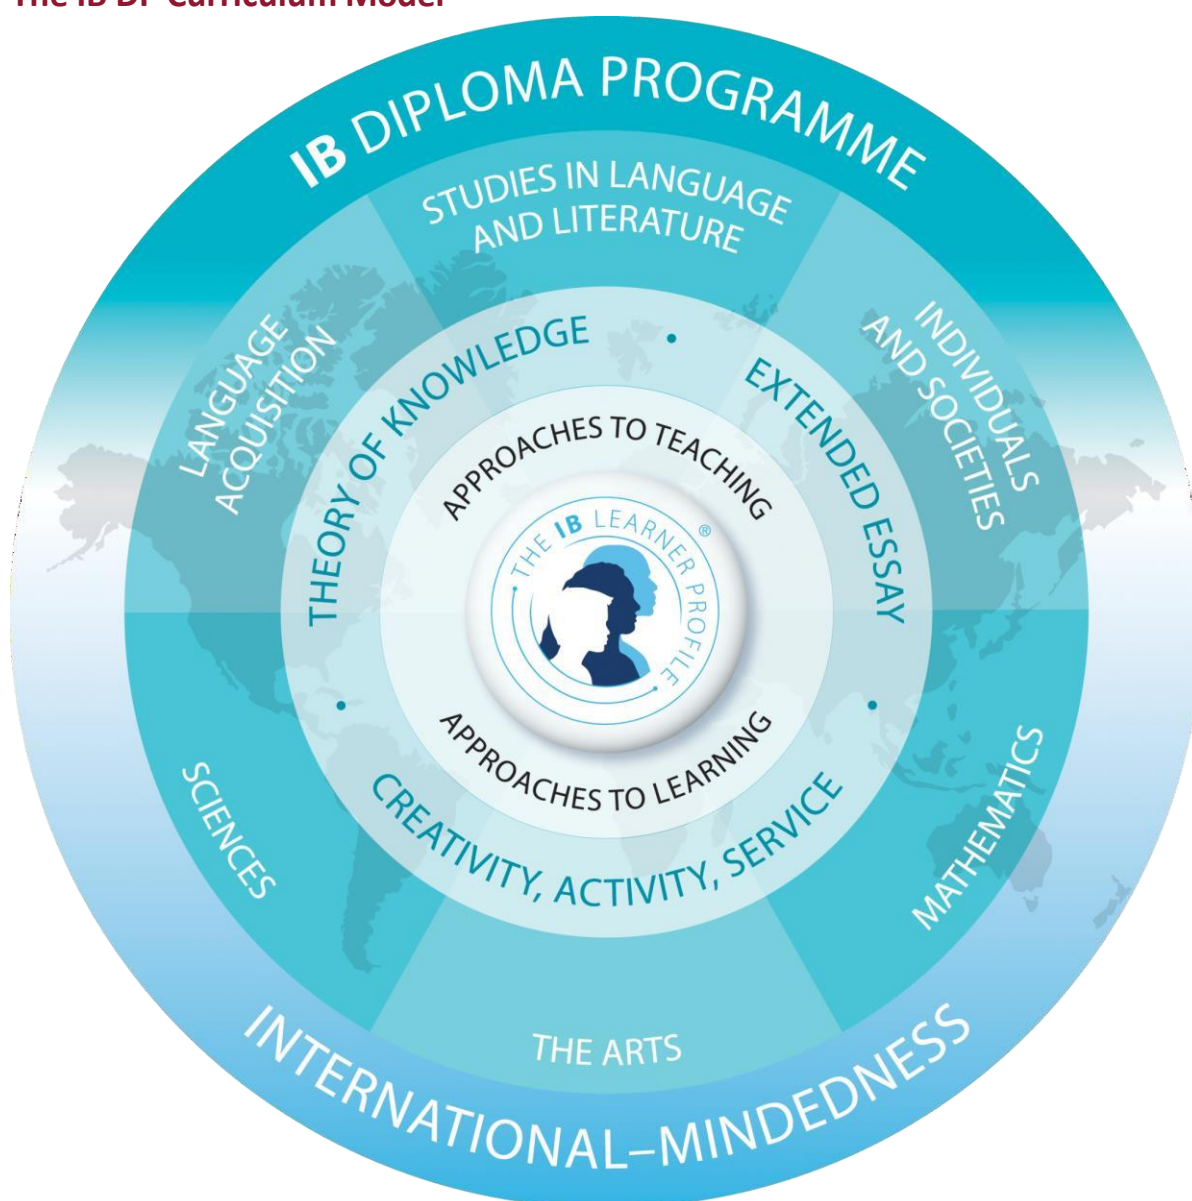 The IB DP Curriculum Model
IB DIPLOMA PROGRAMME
STUDIES IN LANGUAGE
AND LITERATURE
LANGUAGE
ACQUISITION
INDIVIDUALS
AND SOCIETIES
THEORY OF KNOWLEDGE
•
EXTENDED ESSAY
•
APPROACHES TO TEACHING
THE IB LEARNER PROFILE
®
APPROACHES TO LEARNING
•
CREATIVITY, ACTIVITY, SERVICE
SCIENCES
MATHEMATICS
THE ARTS
INTERNATIONAL–MINDEDNESS